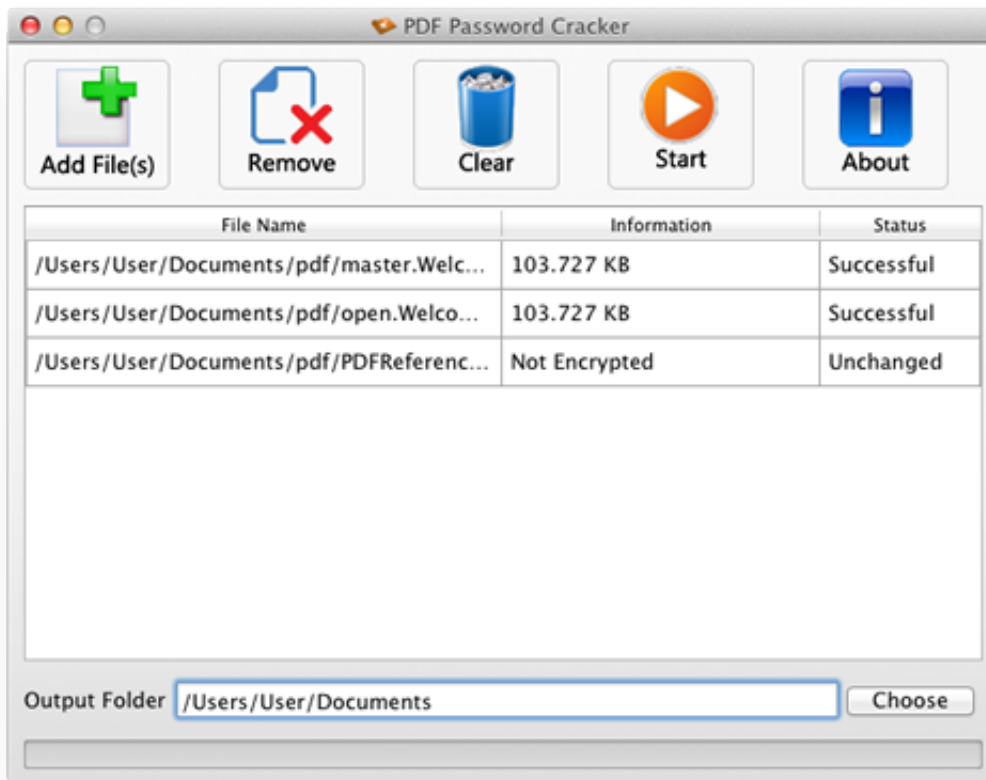 PDF Password Cracker
Add File(s) Remove Clear Start About
File Name Information Status
/Users/User/Documents/pdf/master.Welc... 103.727 KB Successful
/Users/User/Documents/pdf/open.Welco... 103.727 KB Successful
/Users/User/Documents/pdf/PDFReferenc... Not Encrypted Unchanged
Output Folder /Users/User/Documents Choose